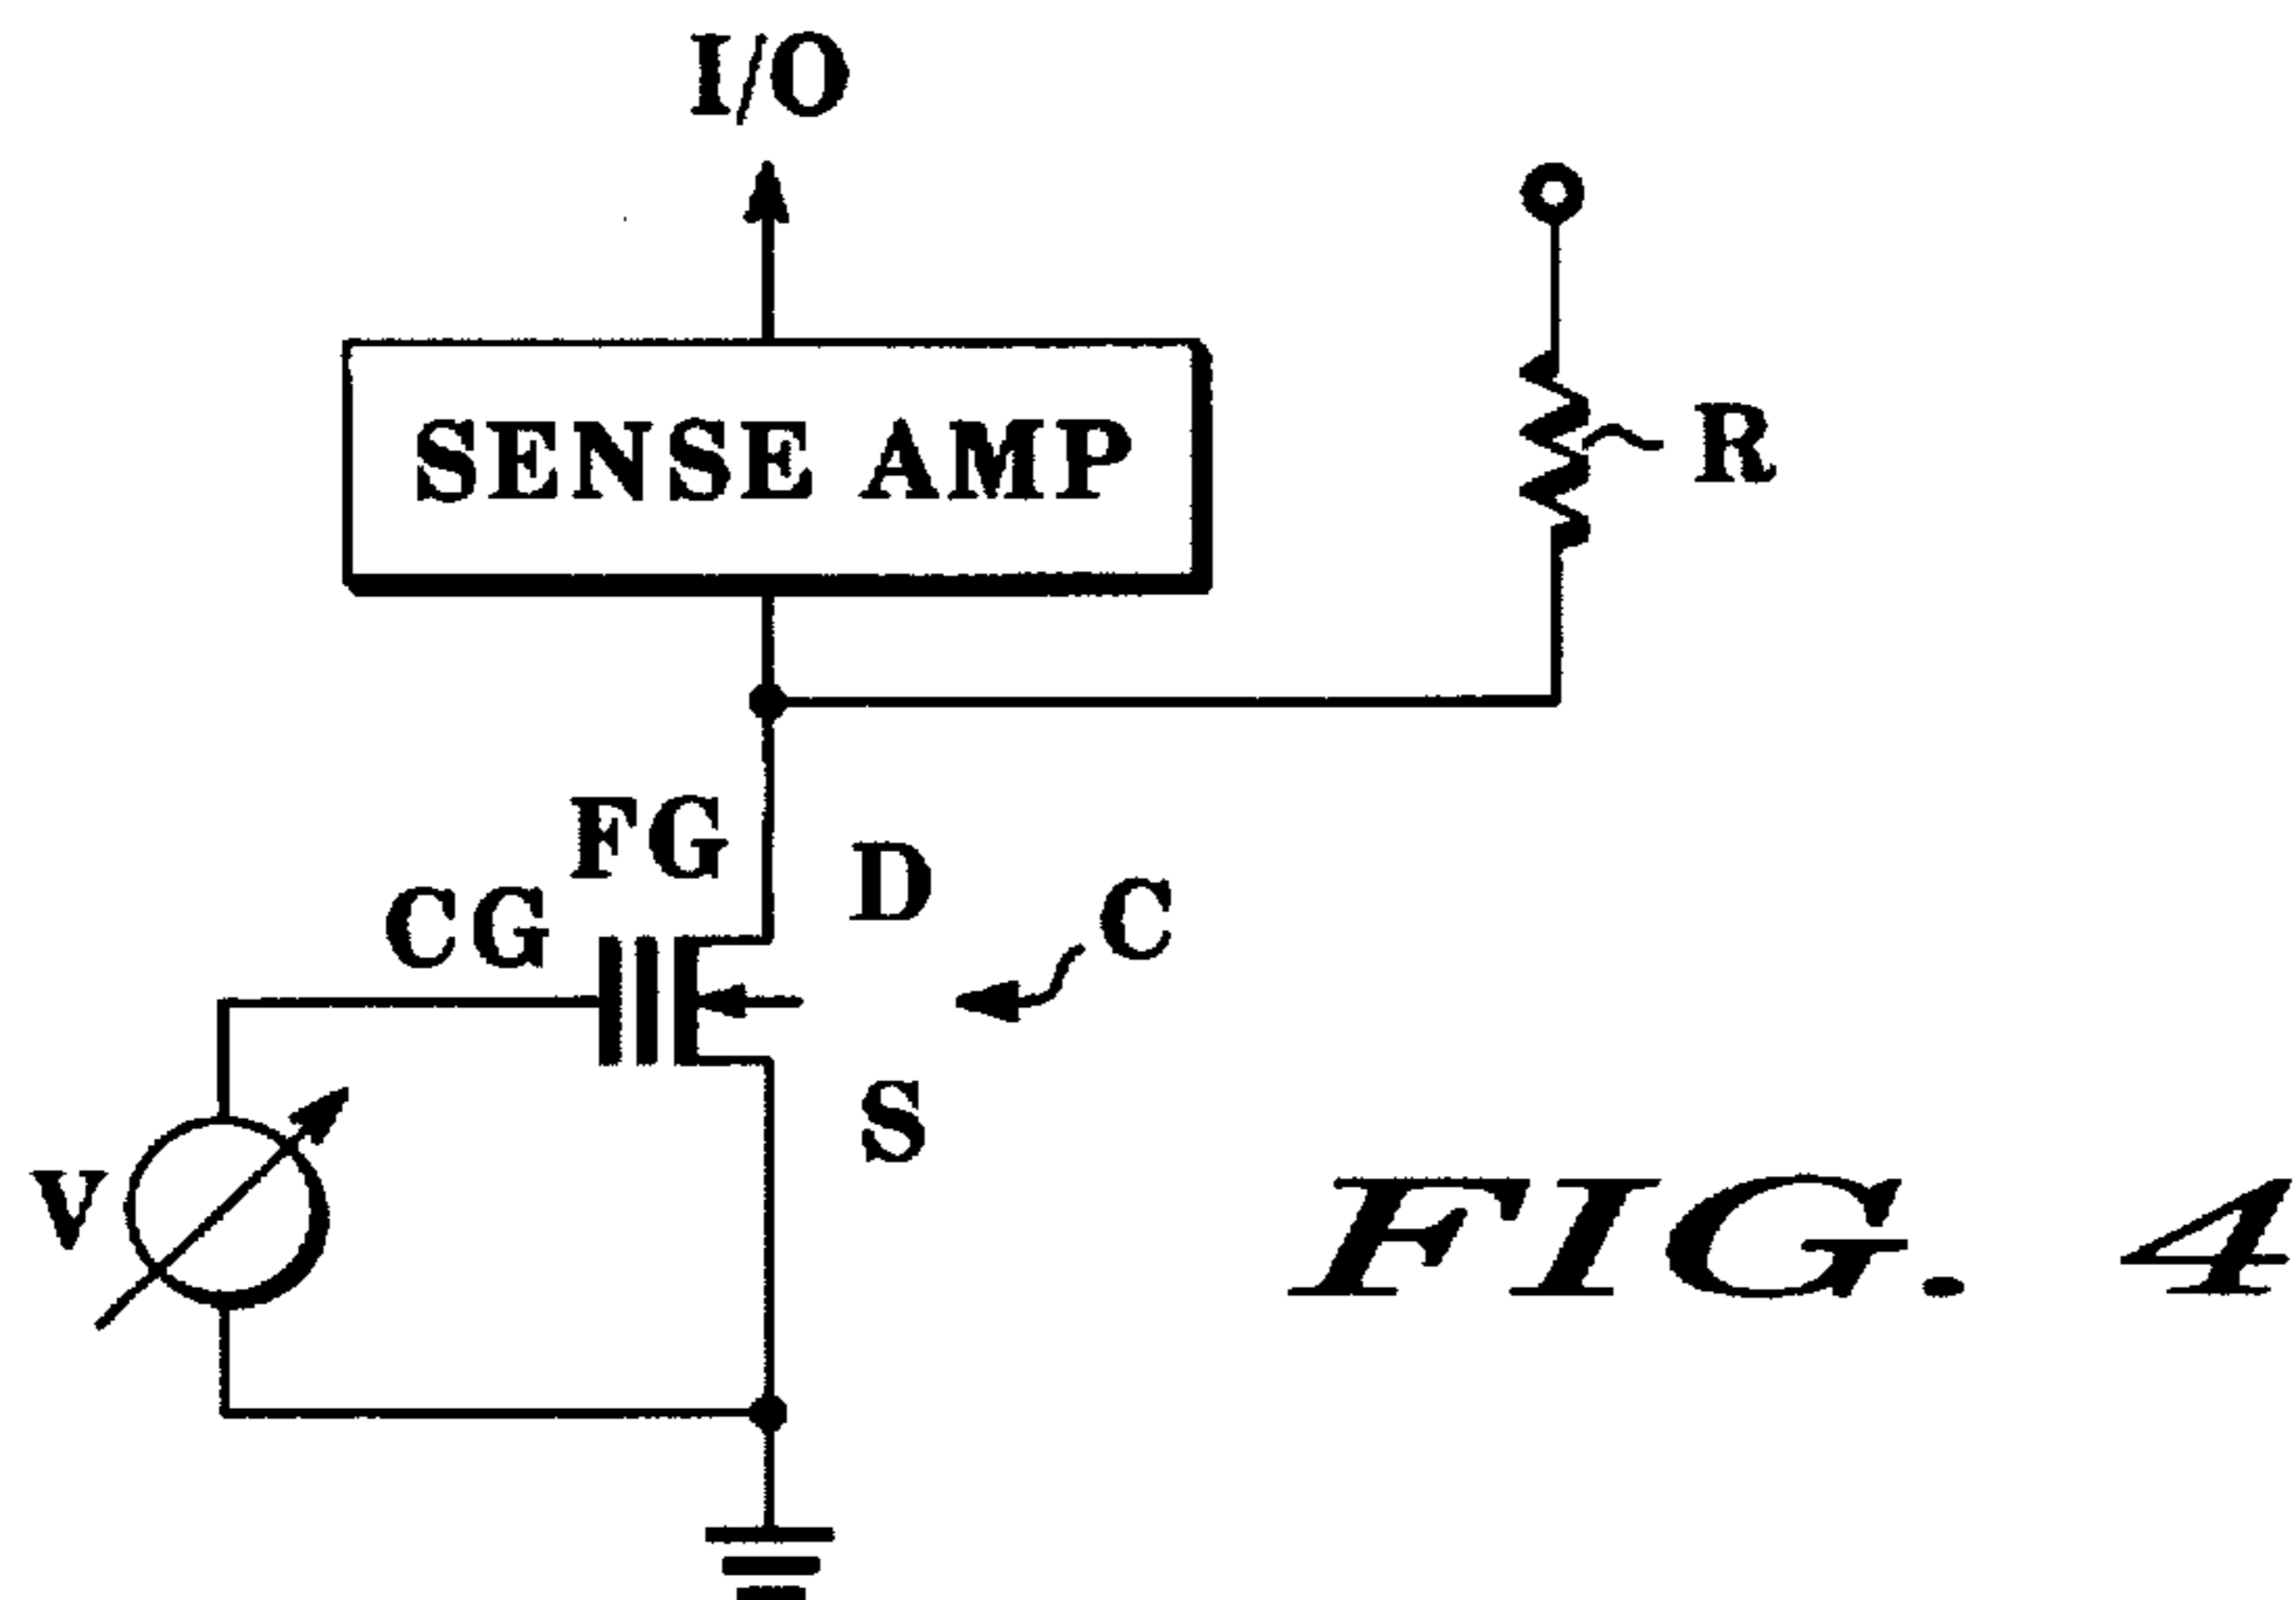 I/O
SENSE AMP
R
FG
D
CG
C
S
V
FIG. 4